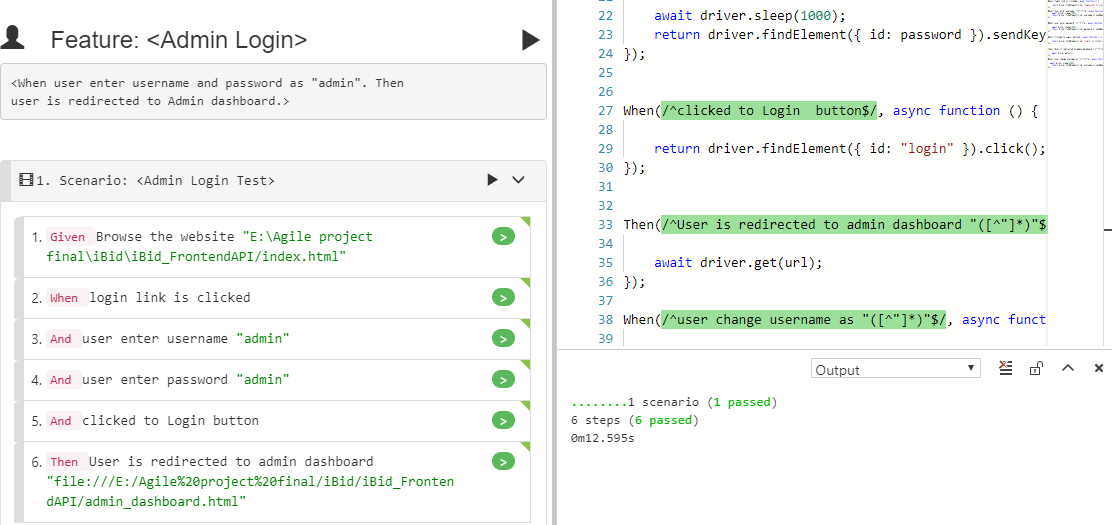 Feature: <Admin Login>
<When user enter username and password as "admin". Then
user is redirected to Admin dashboard.>
1. Scenario: <Admin Login Test>
1. Given Browse the website "E:\Agile project
final\iBid\iBid_FrontendAPI/index.html"
2. When login link is clicked
3. And user enter username "admin"
4. And user enter password "admin"
5. And clicked to Login button
6. Then User is redirected to admin dashboard
"file:///E:/Agile%20project%20final/iBid/iBid_Fronten
dAPI/admin_dashboard.html"
22 await driver.sleep(1000);
23 return driver.findElement({ id: password }).sendKey
24 });
25
26
27 When(/^clicked to Login  button$/, async function () {
28
29 return driver.findElement({ id: "login" }).click();
30 });
31
32
33 Then(/^User is redirected to admin dashboard "([^"]*)"$
34
35 await driver.get(url);
36 });
37
38 When(/^user change username as "([^"]*)"$/, async funct
39
Output
........1 scenario (1 passed)
6 steps (6 passed)
0m12.595s